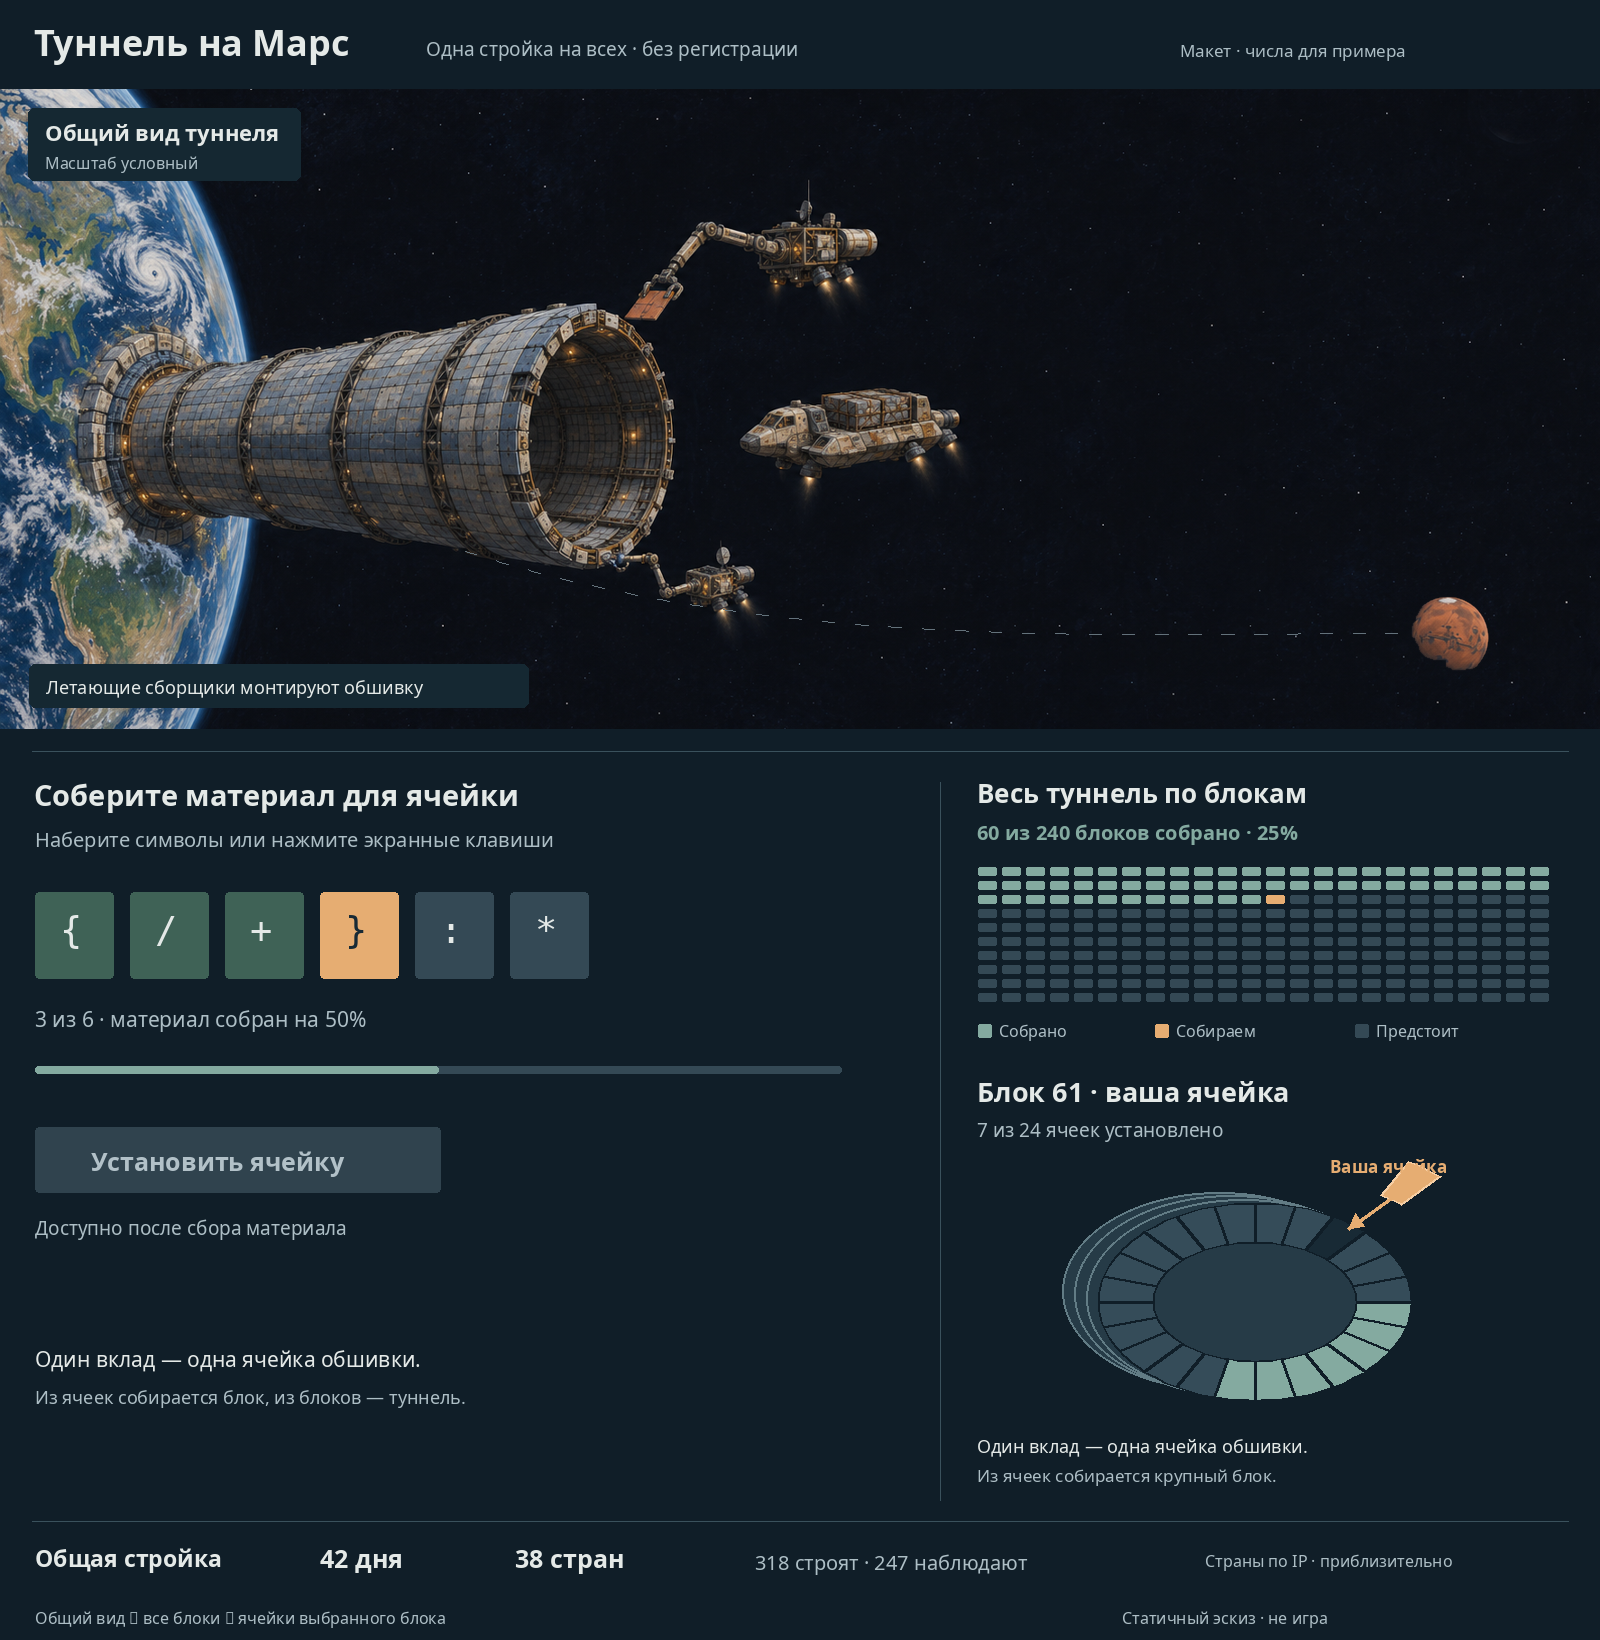 Туннель на Марс
Одна стройка на всех · без регистрации
Макет · числа для примера
Общий вид туннеля
Масштаб условный
Летающие сборщики монтируют обшивку
Соберите материал для ячейки
Наберите символы или нажмите экранные клавиши
{ / + } : *
3 из 6 · материал собран на 50%
Установить ячейку
Доступно после сбора материала
Один вклад — одна ячейка обшивки.
Из ячеек собирается блок, из блоков — туннель.
Весь туннель по блокам
60 из 240 блоков собрано · 25%
Собрано
Собираем
Предстоит
Блок 61 · ваша ячейка
7 из 24 ячеек установлено
Ваша ячейка
Один вклад — одна ячейка обшивки.
Из ячеек собирается крупный блок.
Общая стройка
42 дня
38 стран
318 строят · 247 наблюдают
Страны по IP · приблизительно
Общий вид ▯ все блоки ▯ ячейки выбранного блока
Статичный эскиз · не игра